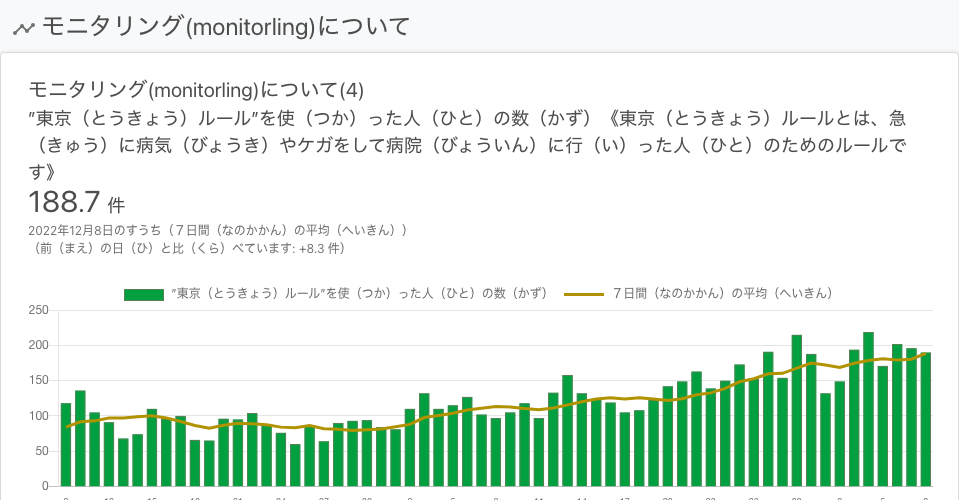 モニタリング(monitorling)について
モニタリング(monitorling)について(4)
”東京（とうきょう）ルール”を使（つか）った人（ひと）の数（かず）《東京（とうきょう）ルールとは、急
（きゅう）に病気（びょうき）やケガをして病院（びょういん）に行（い）った人（ひと）のためのルールで
す》
188.7 件
2022年12月8日のすうち（７日間（なのかかん）の平均（へいきん））
（前（まえ）の日（ひ）と比（くら）べています: +8.3 件）
”東京（とうきょう）ルール”を使（つか）った人（ひと）の数（かず） ７日間（なのかかん）の平均（へいきん）
250
200
150
100
50
0